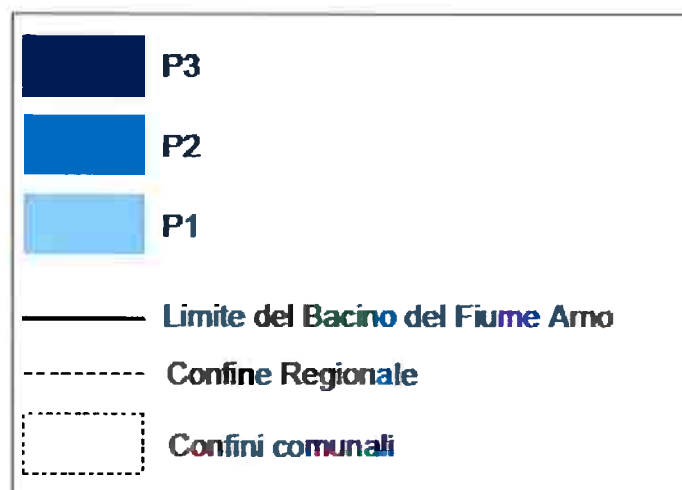 P3
P2
P1
Limite del Bacino del Fiume Arno
Confine Regionale
Confini comunali